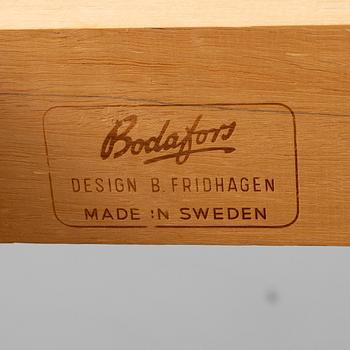 Bodafors
DESIGN B. FRIDHAGEN
MADE IN SWEDEN